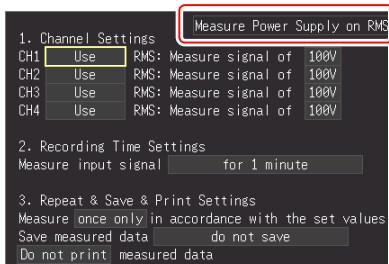 Measure Power Supply on RMS
1. Channel Settings
CH1 Use RMS: Measure signal of 100V
CH2 Use RMS: Measure signal of 100V
CH3 Use RMS: Measure signal of 100V
CH4 Use RMS: Measure signal of 100V
2. Recording Time Settings
Measure input signal for 1 minute
3. Repeat & Save & Print Settings
Measure once only in accordance with the set values
Save measured data do not save
Do not print measured data